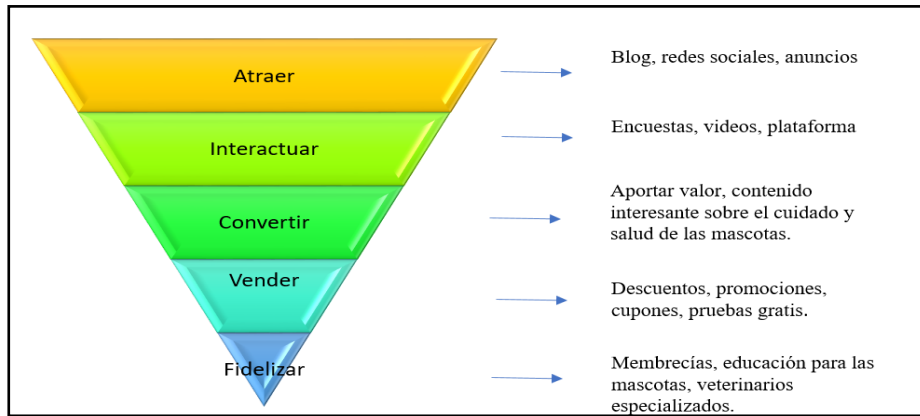 Atraer
Blog, redes sociales, anuncios
Interactuar
Encuestas, videos, plataforma
Convertir
Aportar valor, contenido
interesante sobre el cuidado y
salud de las mascotas.
Vender
Descuentos, promociones,
cupones, pruebas gratis.
Fidelizar
Membrecías, educación para las
mascotas, veterinarios
especializados.